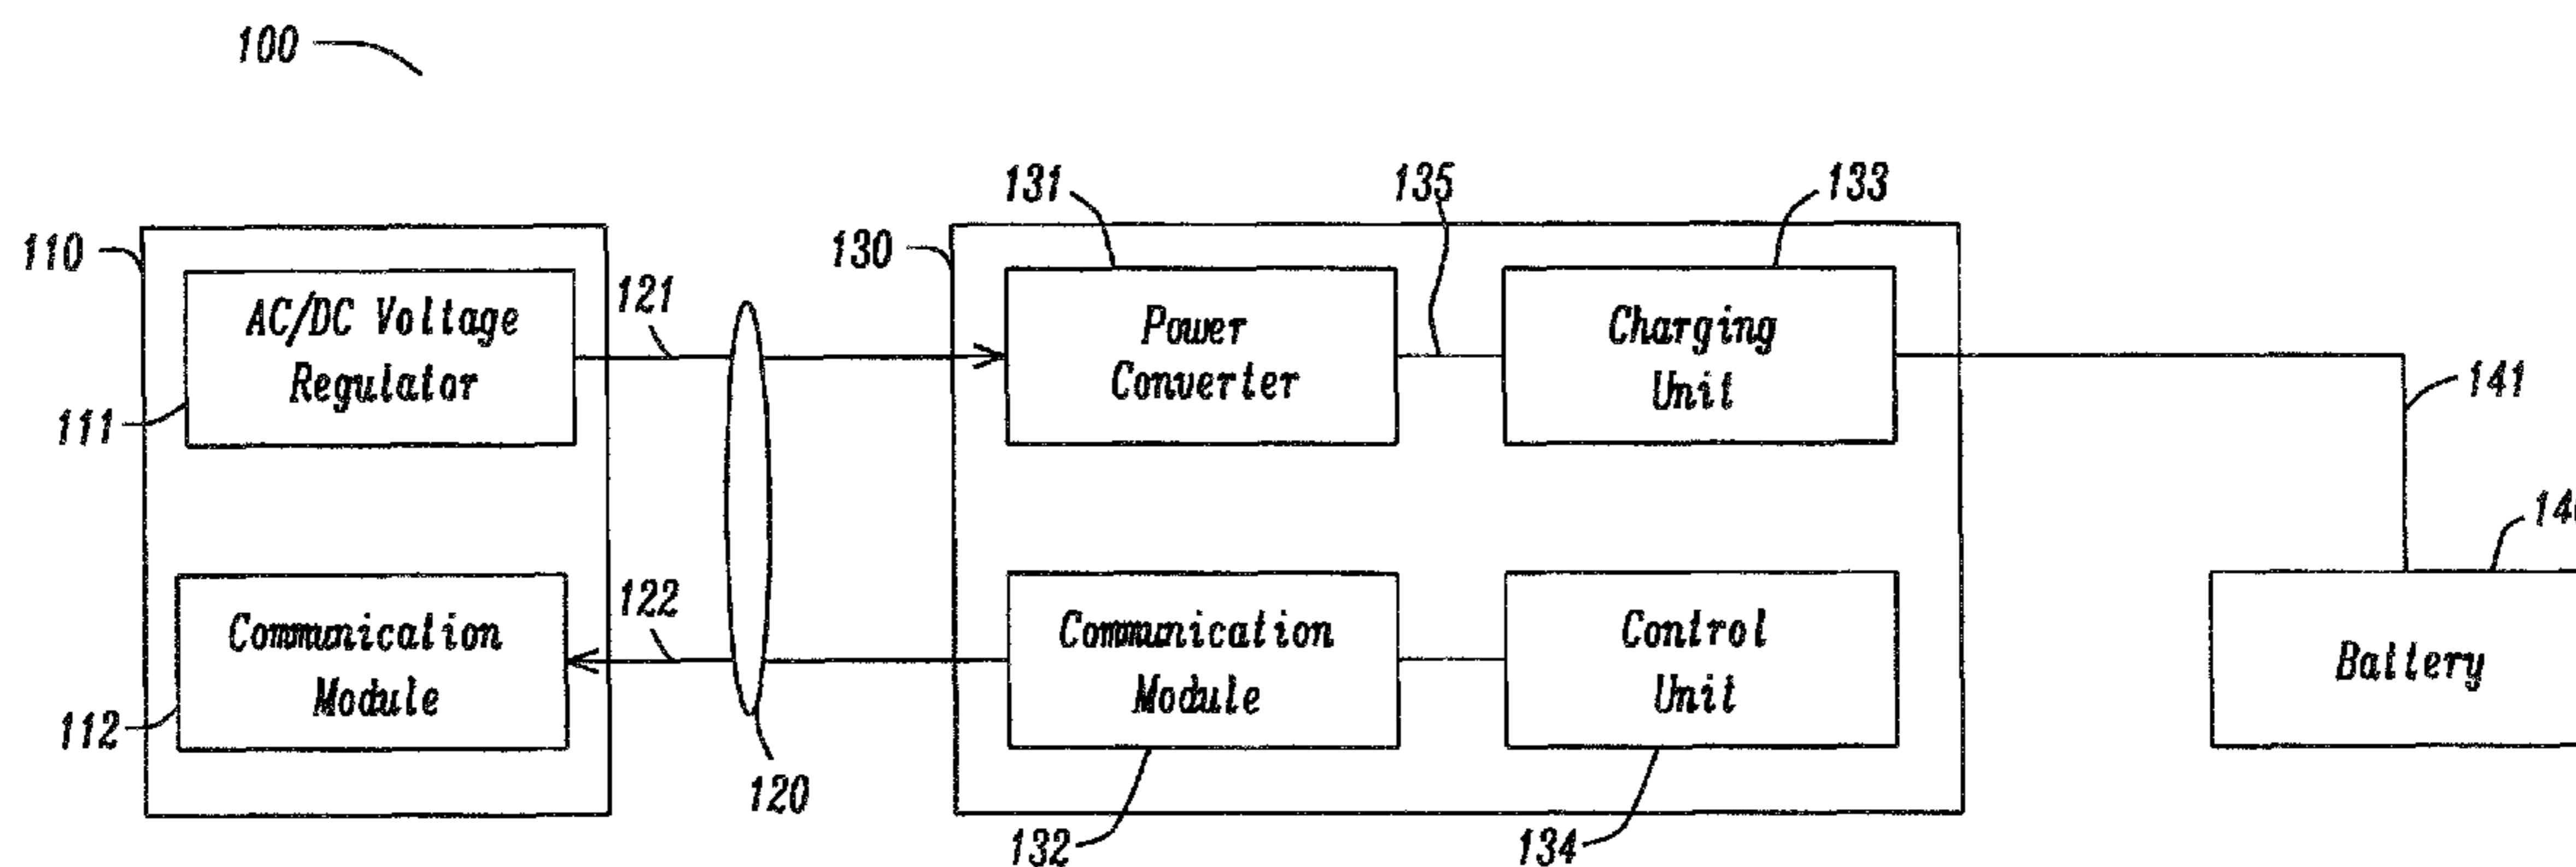 100
131
135
133
110
130
AC/DC Voltage
Regulator
121
Power
Converter
Charging
Unit
141
111
122
Communication
Module
Communication
Module
Control
Unit
Battery
112
120
132
134